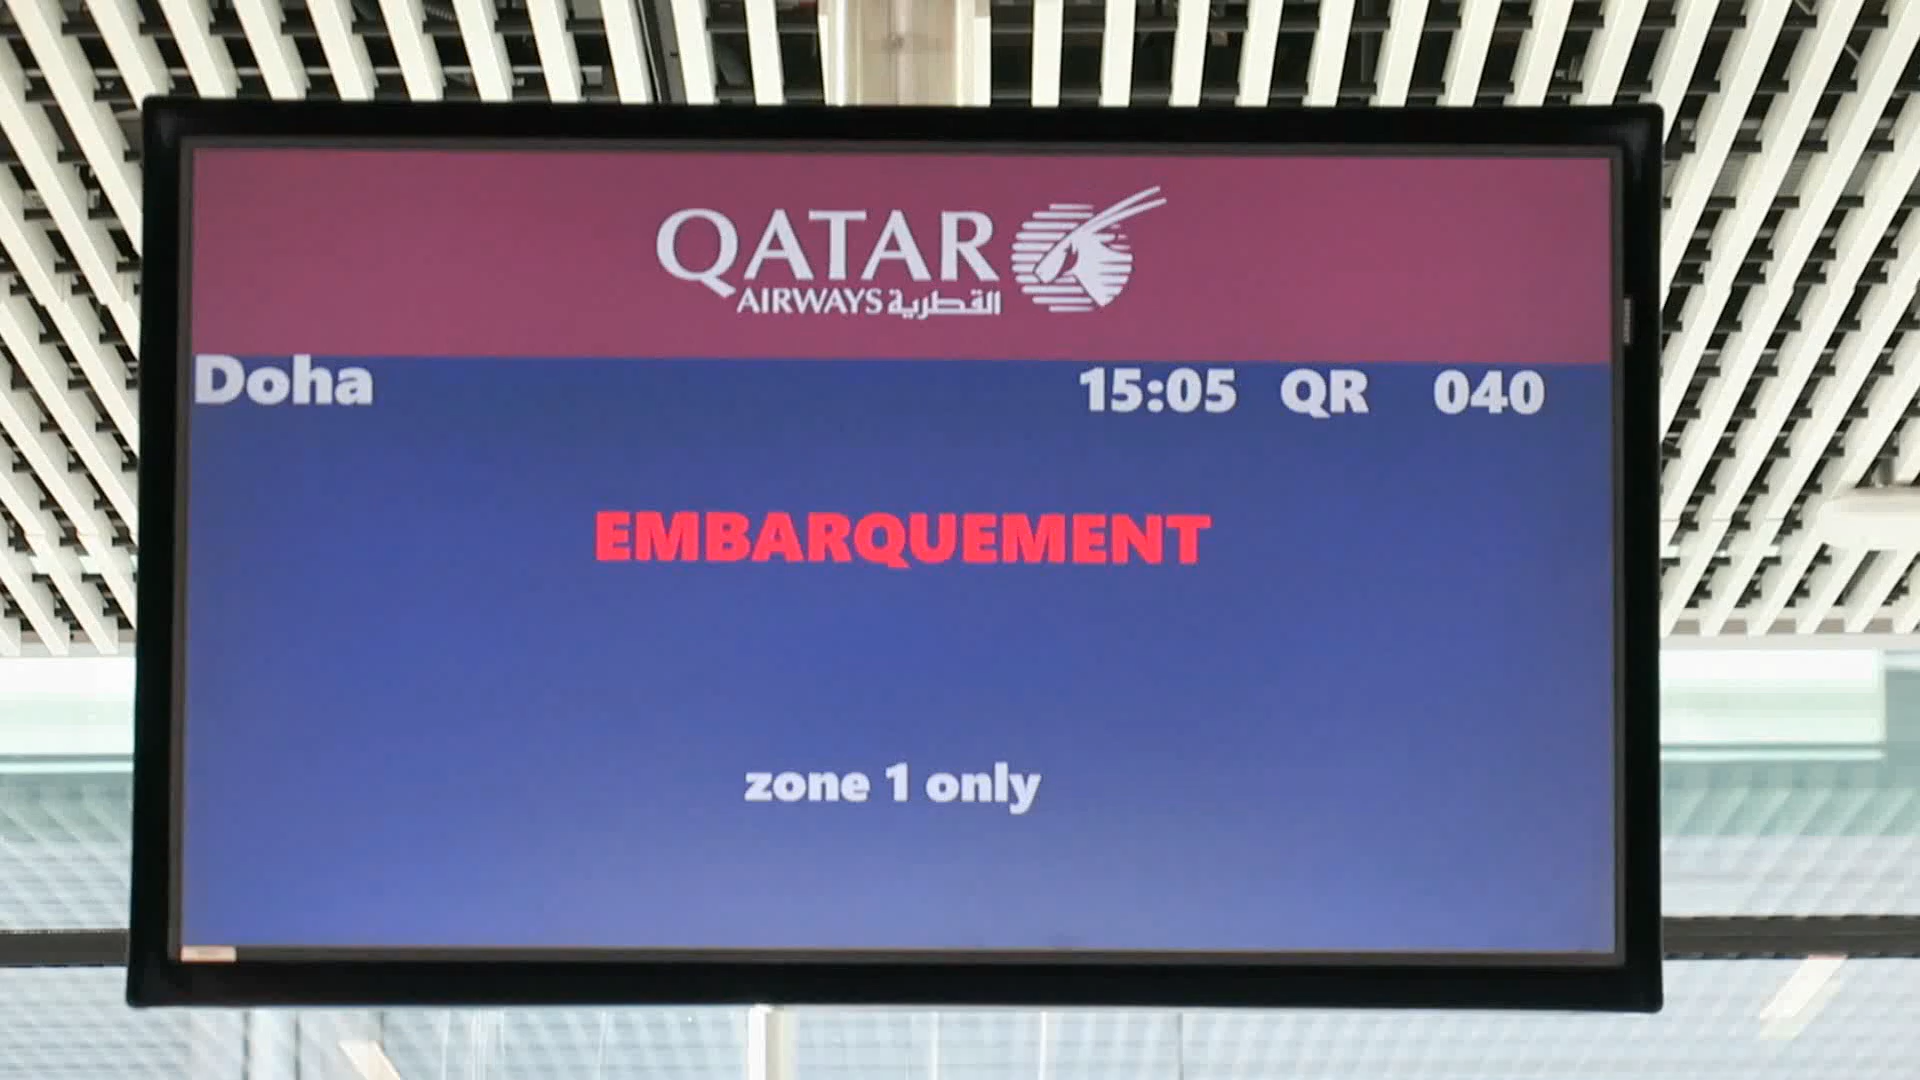 QATAR
AIRWAYS القطرية
Doha 15:05 QR 040
EMBARQUEMENT
zone 1 only